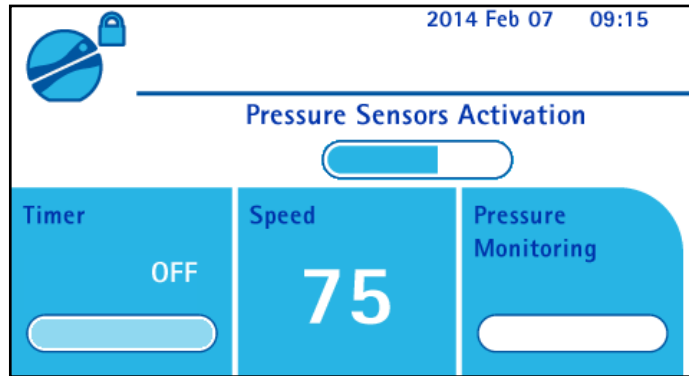 2014 Feb 07 09:15
Pressure Sensors Activation
Timer
OFF
Speed
75
Pressure
Monitoring